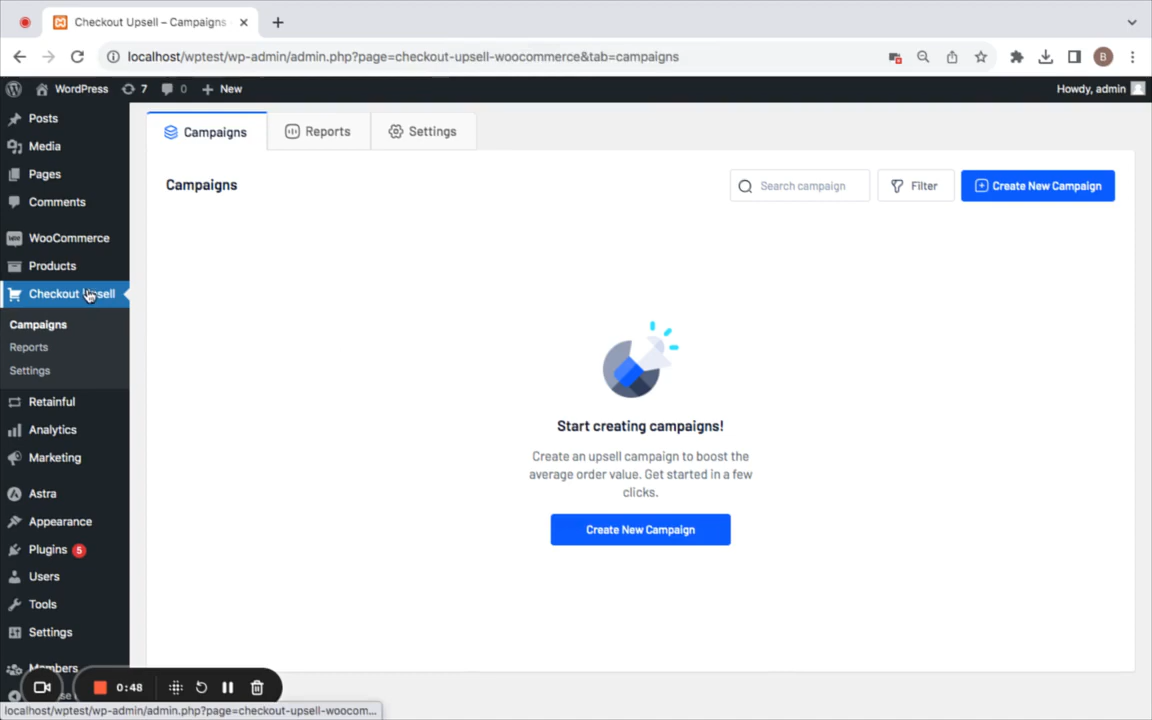 Checkout Upsell – Campaigns
localhost/wptest/wp-admin/admin.php?page=checkout-upsell-woocommerce&tab=campaigns
B
WordPress 7 0 New Howdy, admin
Posts
Media
Pages
Comments
WooCommerce
Products
Checkout Upsell
Campaigns
Reports
Settings
Retainful
Analytics
Marketing
Astra
Appearance
Plugins 5
Users
Tools
Settings
Members
Campaigns Reports Settings
Campaigns Search campaign Filter Create New Campaign
Start creating campaigns!
Create an upsell campaign to boost the
average order value. Get started in a few
clicks.
Create New Campaign
0:48
localhost/wptest/wp-admin/admin.php?page=checkout-upsell-woocom...